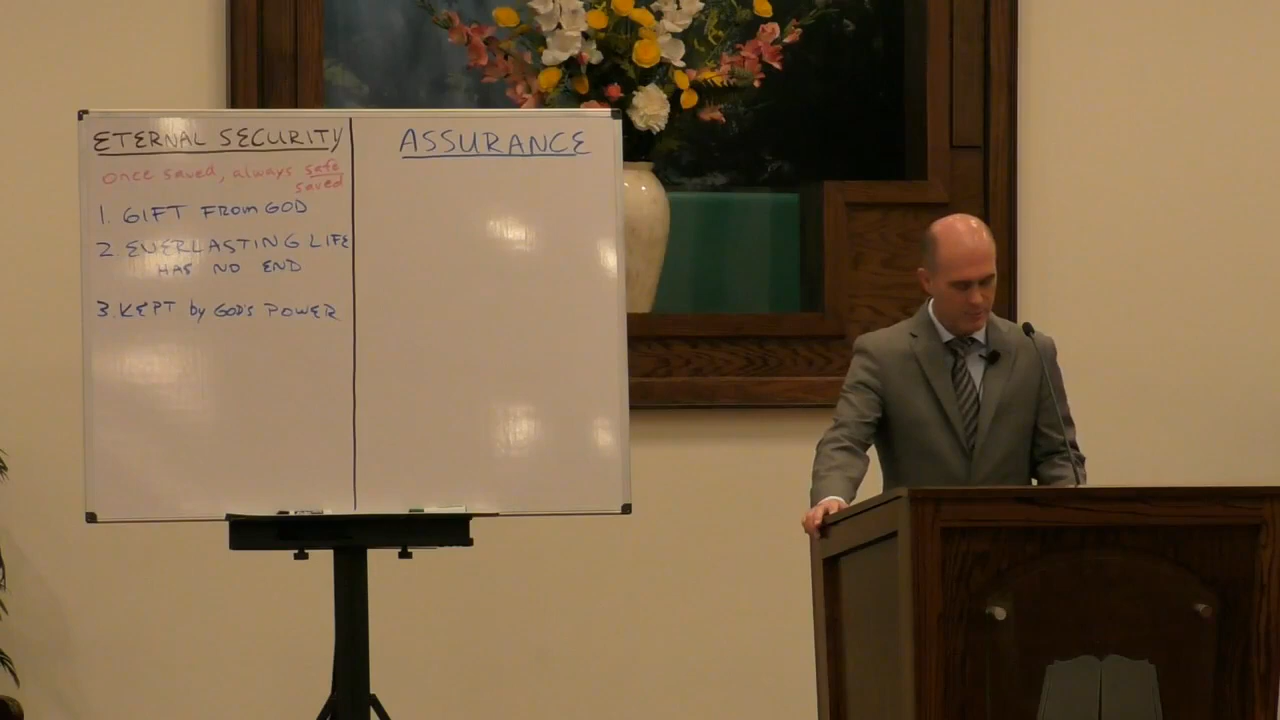 ETERNAL SECURITY
once saved, always safe
saved
1. GIFT FROM GOD
2. EVERLASTING LIFE
HAS NO END
3. KEPT by GOD'S POWER
ASSURANCE